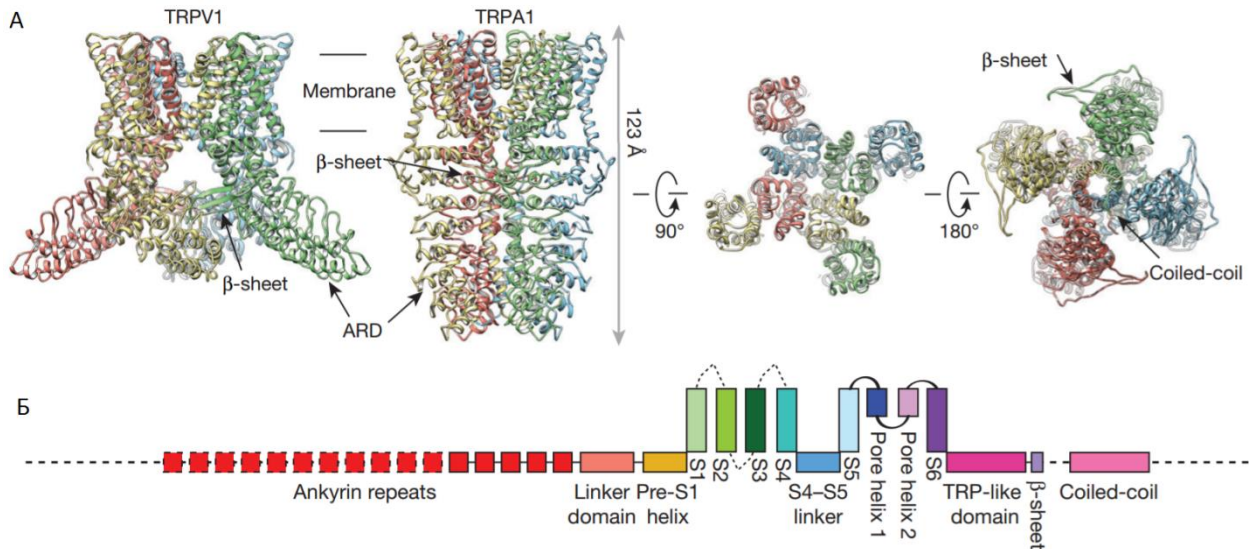 А
TRPV1
TRPA1
Membrane
β-sheet
β-sheet
ARD
123 Å
90°
180°
β-sheet
Coiled-coil
Б
Ankyrin repeats
Linker
domain
Pre-S1
helix
S1
S2
S3
S4
S4–S5
linker
S5
Pore helix 1
Pore helix 2
S6
TRP-like
domain
β-sheet
Coiled-coil